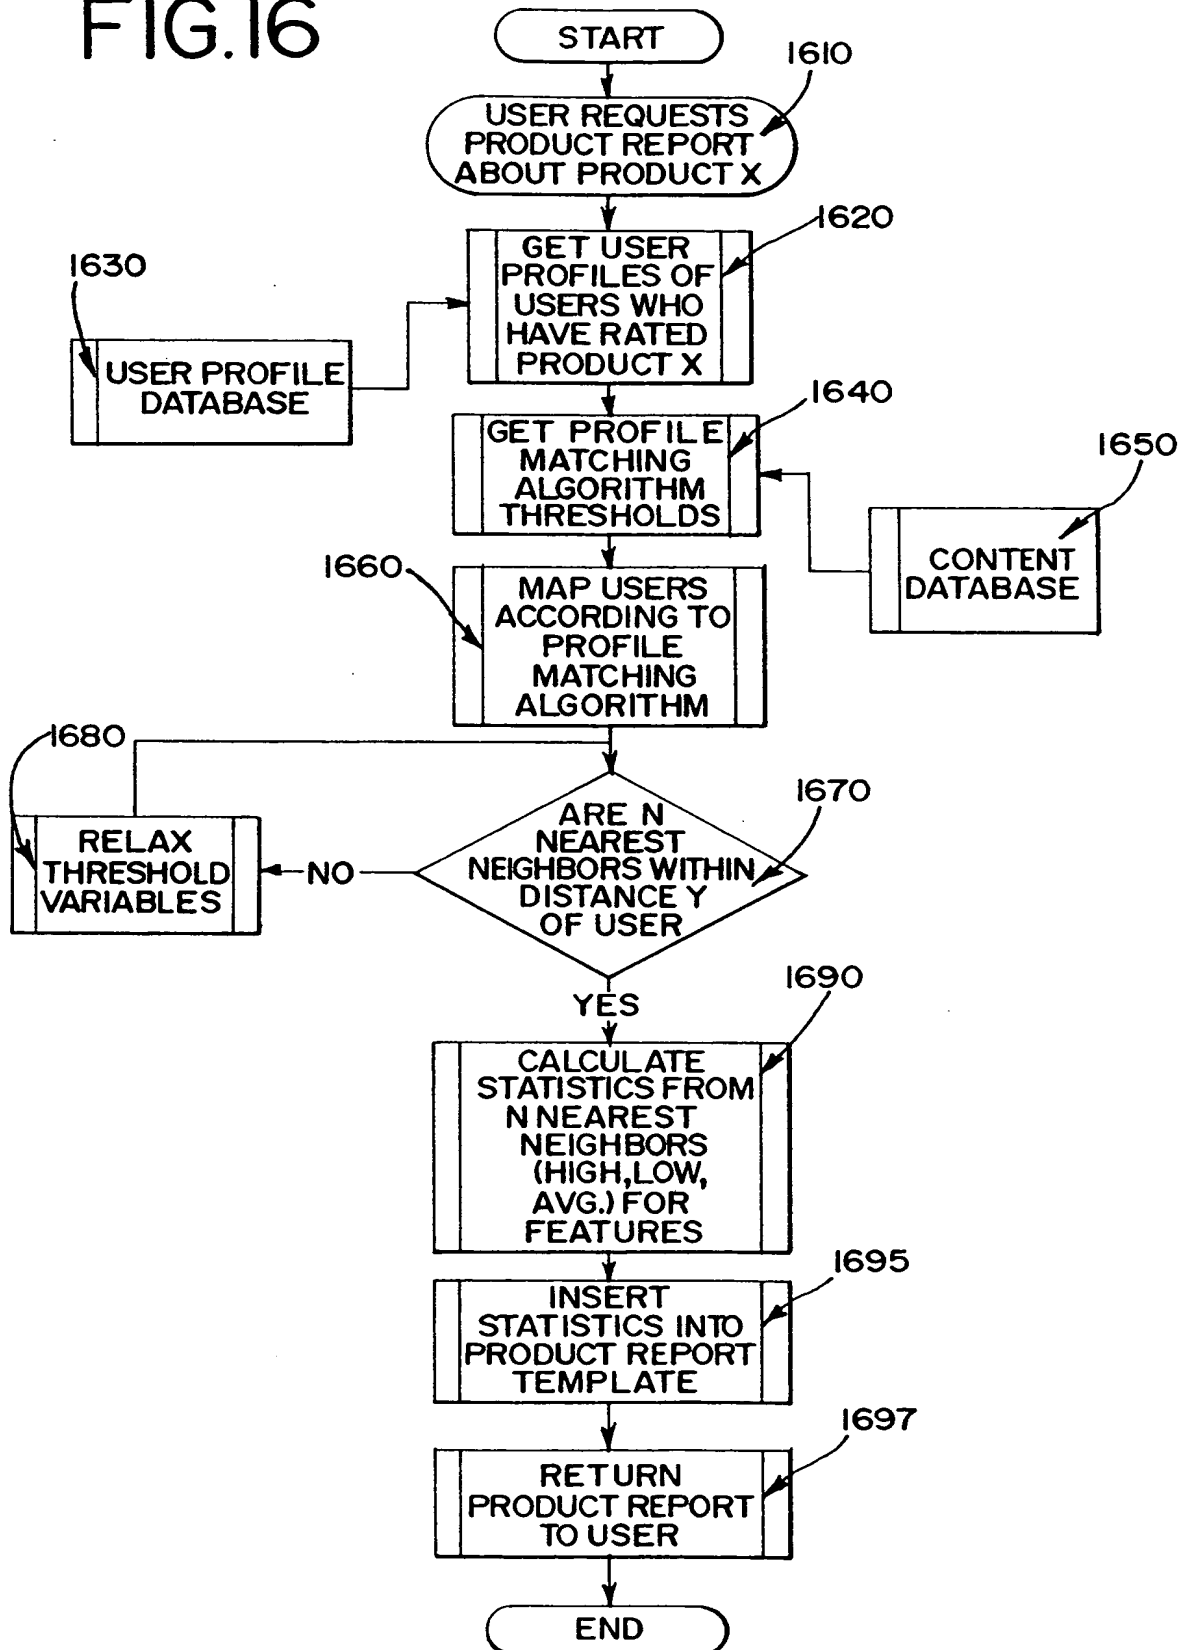 FIG.16
START
1610
USER REQUESTS
PRODUCT REPORT
ABOUT PRODUCT X
1620
GET USER
PROFILES OF
USERS WHO
HAVE RATED
PRODUCT X
1630
USER PROFILE
DATABASE
1640
GET PROFILE
MATCHING
ALGORITHM
THRESHOLDS
1650
CONTENT
DATABASE
1660
MAP USERS
ACCORDING TO
PROFILE
MATCHING
ALGORITHM
1680
RELAX
THRESHOLD
VARIABLES
NO
1670
ARE N
NEAREST
NEIGHBORS WITHIN
DISTANCE Y
OF USER
YES
1690
CALCULATE
STATISTICS FROM
N NEAREST
NEIGHBORS
(HIGH,LOW,
AVG.) FOR
FEATURES
1695
INSERT
STATISTICS INTO
PRODUCT REPORT
TEMPLATE
1697
RETURN
PRODUCT REPORT
TO USER
END